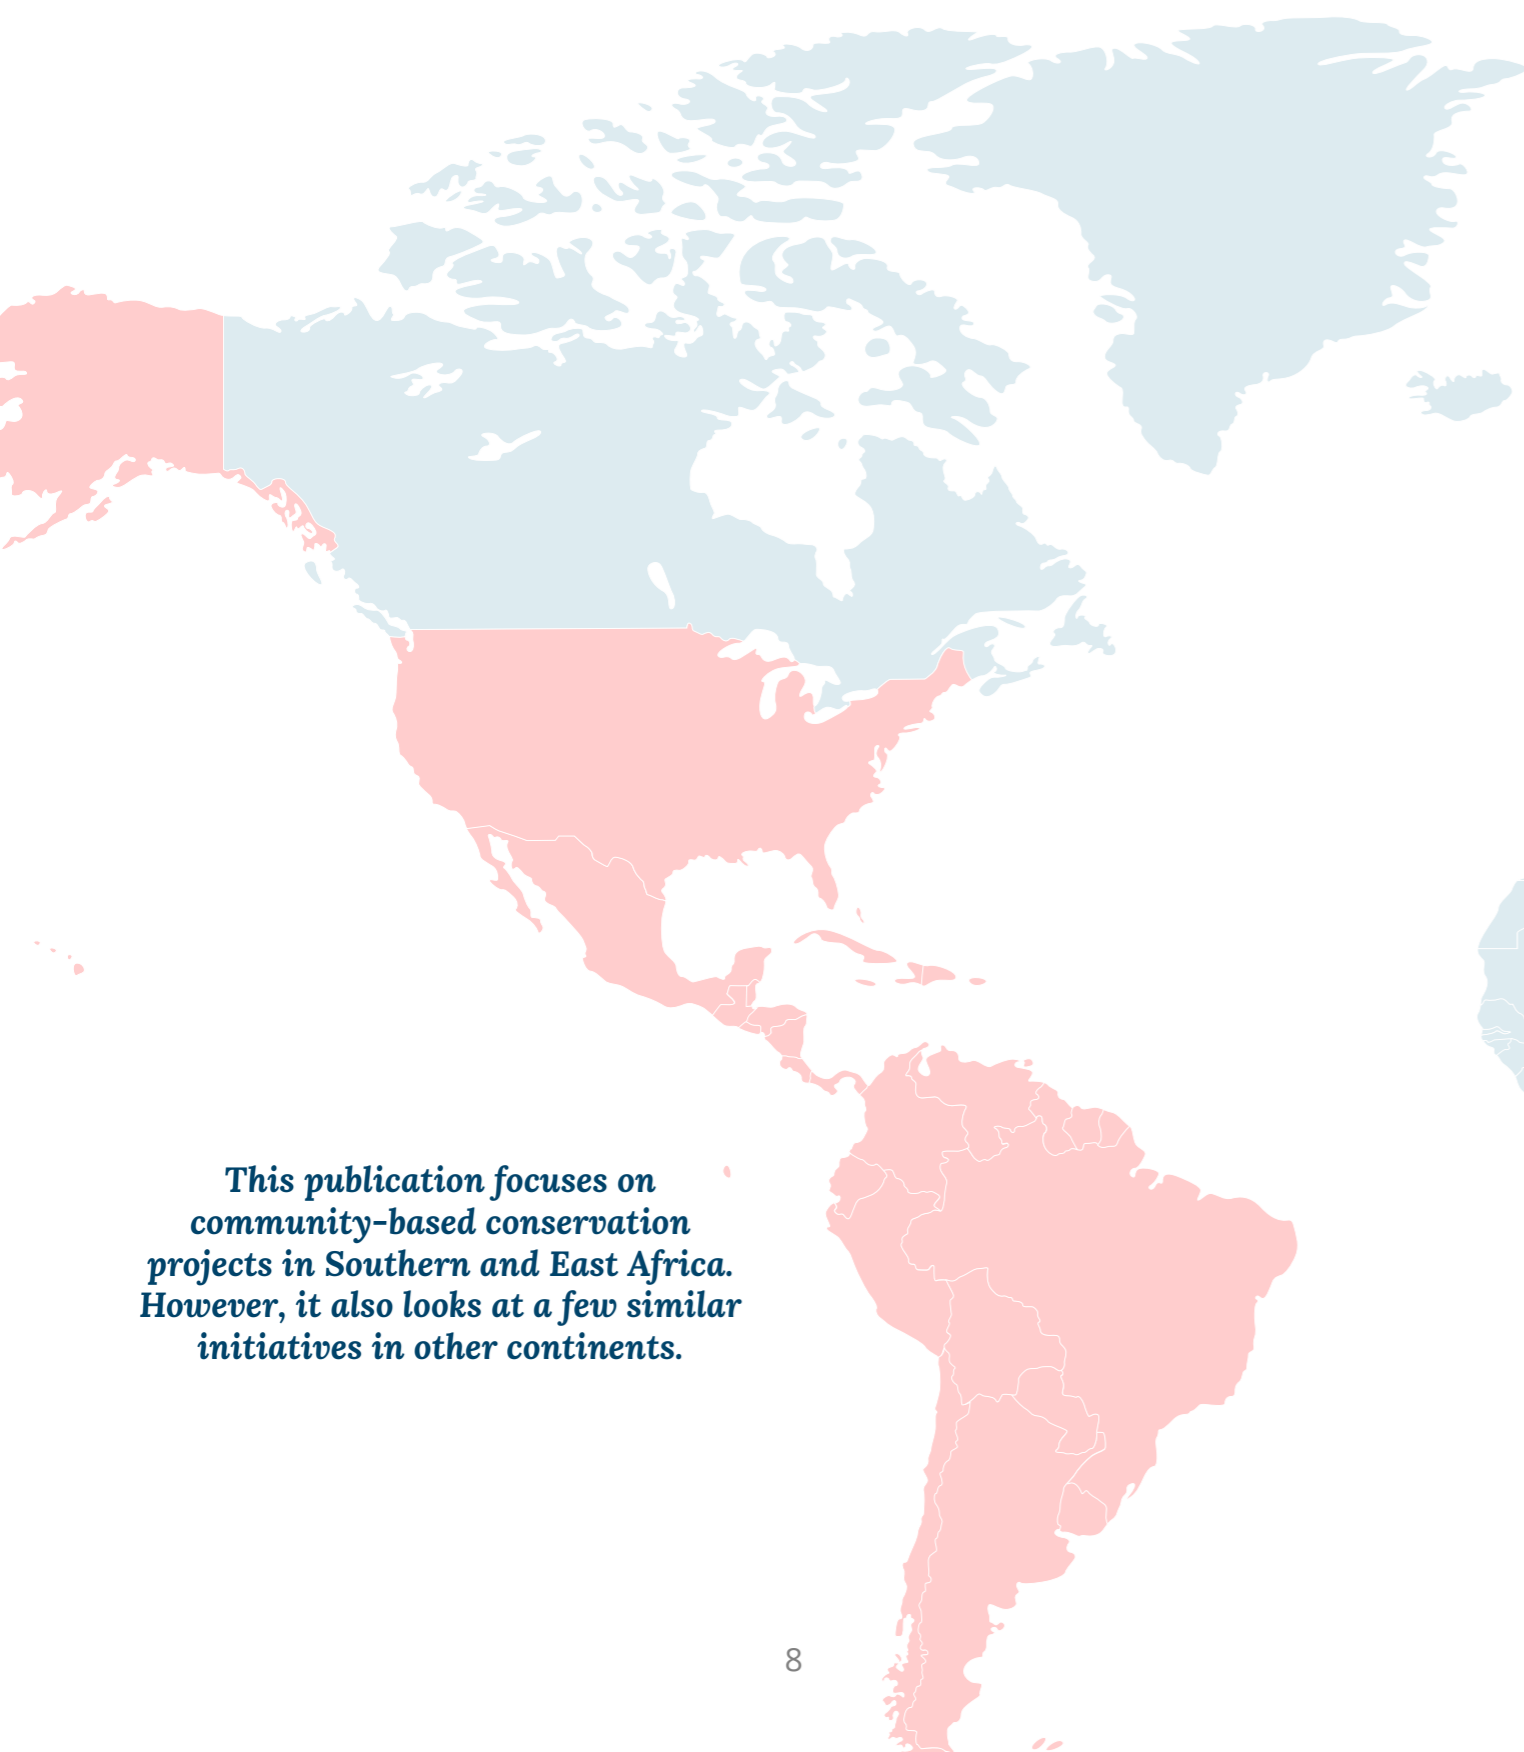 This publication focuses on
community-based conservation
projects in Southern and East Africa.
However, it also looks at a few similar
initiatives in other continents.
8